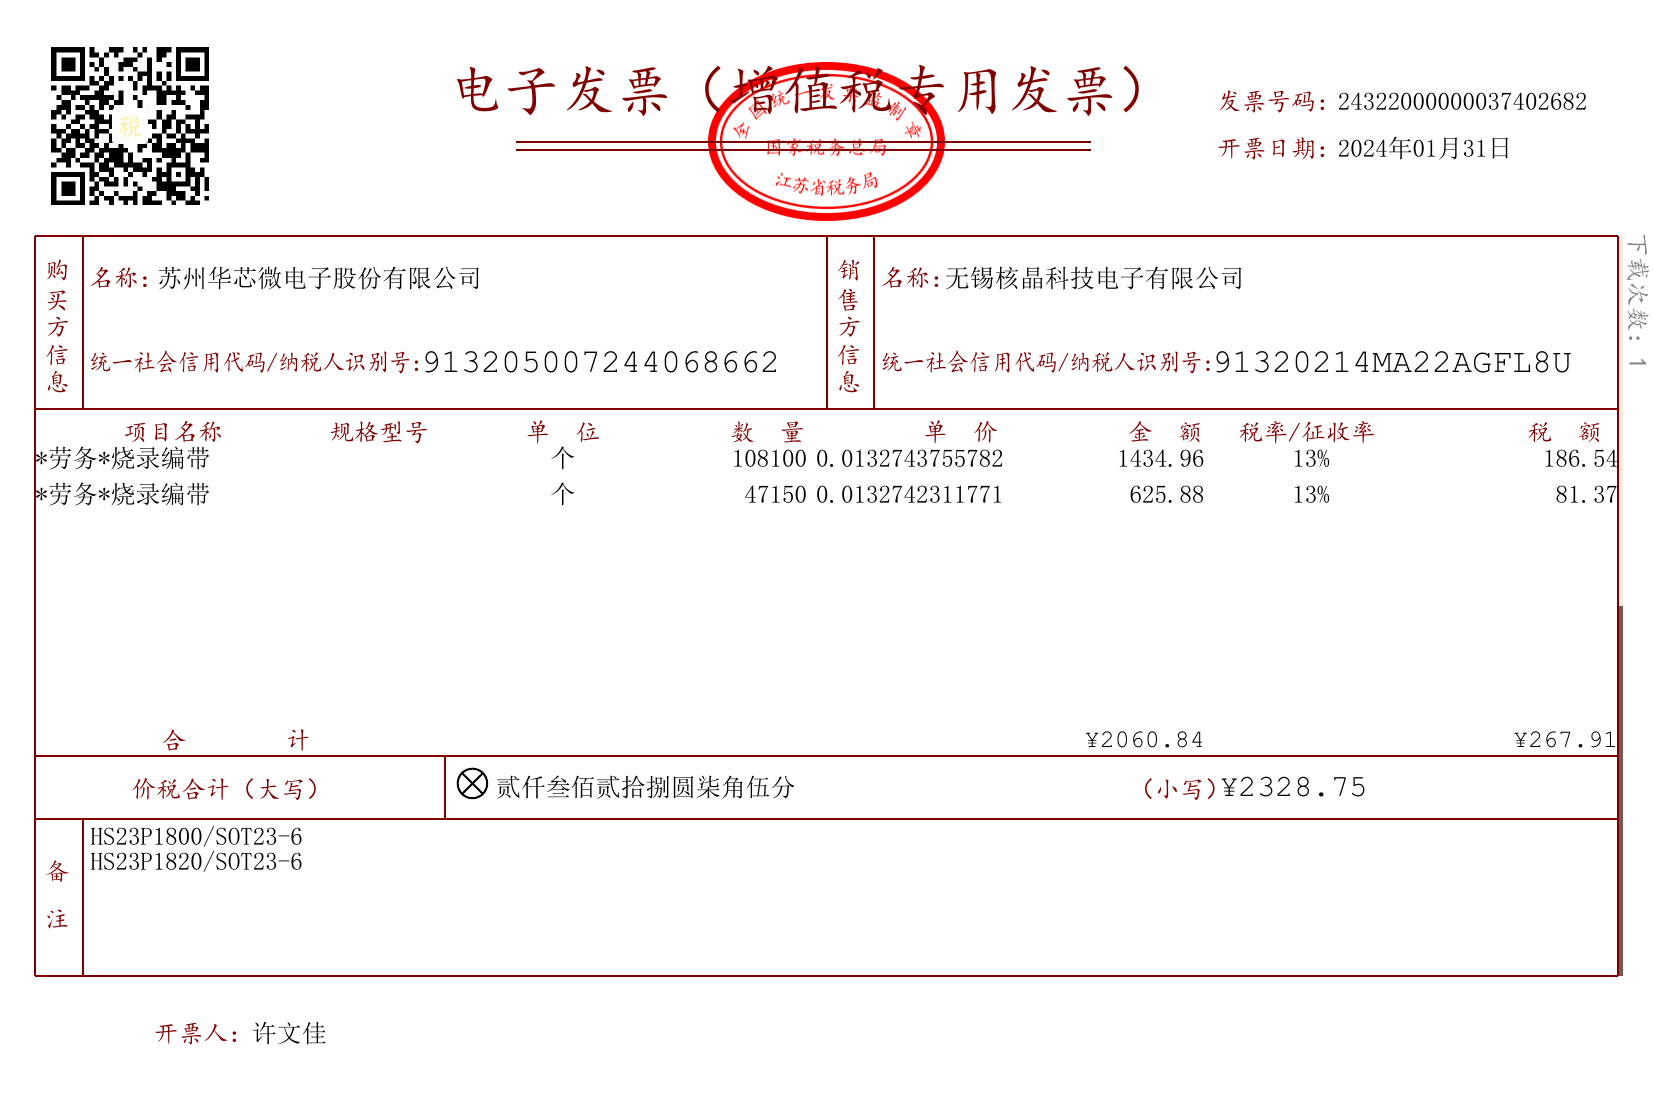 电子发票（增值税专用发票）
全国统一发票监制章
国家税务总局
江苏省税务局
税
发票号码：24322000000037402682
开票日期：2024年01月31日
下载次数：1
购买方信息
名称：苏州华芯微电子股份有限公司
统一社会信用代码/纳税人识别号：913205007244068662
销售方信息
名称：无锡核晶科技电子有限公司
统一社会信用代码/纳税人识别号：91320214MA22AGFL8U
项目名称 规格型号 单 位 数 量 单 价 金 额 税率/征收率 税 额
*劳务*烧录编带 个 108100 0.0132743755782 1434.96 13% 186.54
*劳务*烧录编带 个 47150 0.0132742311771 625.88 13% 81.37
合 计 ¥2060.84 ¥267.91
价税合计（大写） 贰仟叁佰贰拾捌圆柒角伍分 （小写）¥2328.75
备注
HS23P1800/SOT23-6
HS23P1820/SOT23-6
开票人：许文佳